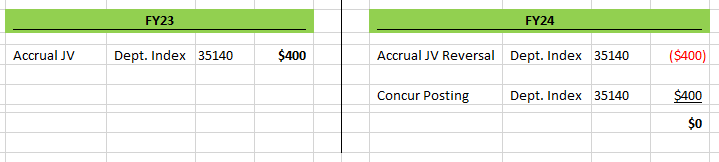 FY23
Accrual JV Dept. Index 35140 $400
FY24
Accrual JV Reversal Dept. Index 35140 ($400)
Concur Posting Dept. Index 35140 $400
$0